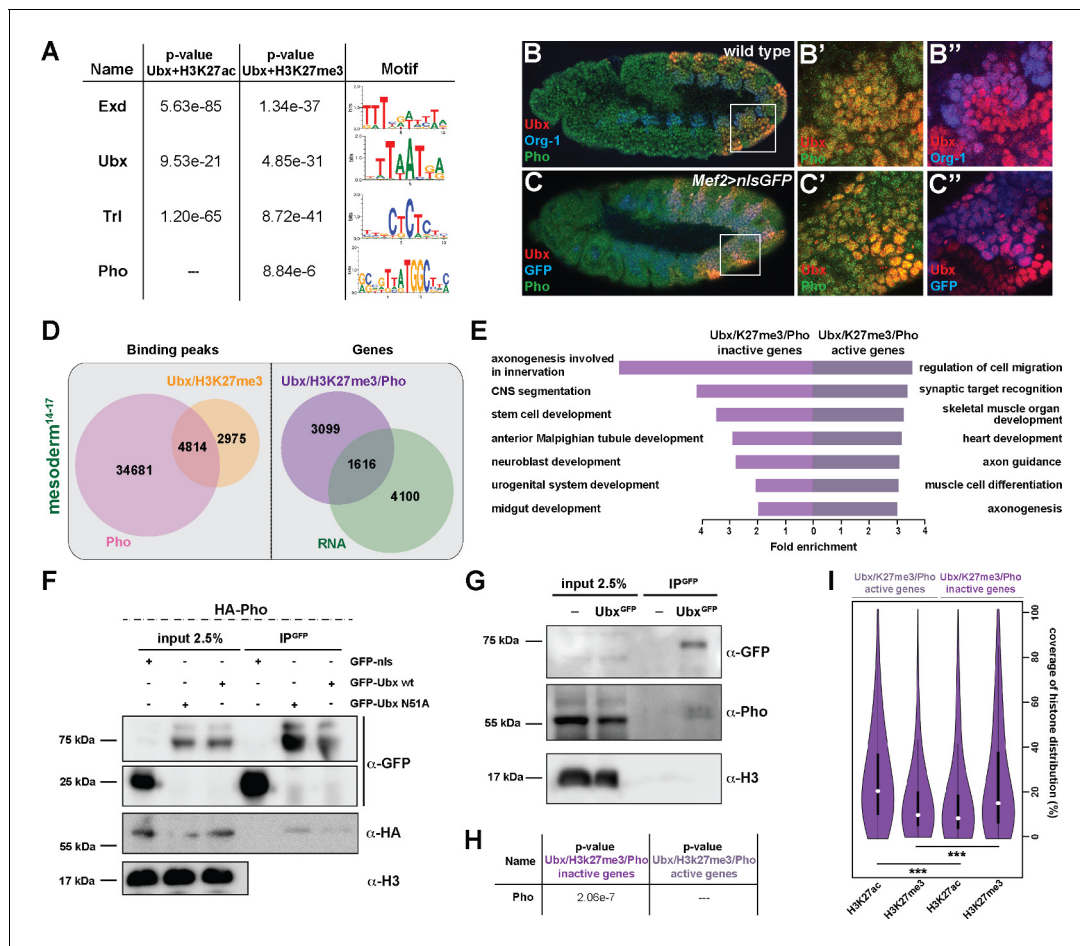 A
Name
p-value
Ubx+H3K27ac
p-value
Ubx+H3K27me3
Motif
Exd 5.63e-85 1.34e-37
Ubx 9.53e-21 4.85e-31
Trl 1.20e-65 8.72e-41
Pho --- 8.84e-6
B wild type
Ubx
Org-1
Pho
B'
Ubx
Pho
B''
Ubx
Org-1
C Mef2>nlsGFP
Ubx
GFP
Pho
C'
Ubx
Pho
C''
Ubx
GFP
D
Binding peaks Genes
Ubx/H3K27me3
Ubx/H3K27me3/Pho
mesoderm14-17
34681 4814 2975
3099
1616
4100
Pho
RNA
E
Ubx/K27me3/Pho
inactive genes
Ubx/K27me3/Pho
active genes
axonogenesis involved
in innervation
CNS segmentation
stem cell development
anterior Malpighian tubule development
neuroblast development
urogenital system development
midgut development
regulation of cell migration
synaptic target recognition
skeletal muscle organ
development
heart development
axon guidance
muscle cell differentiation
axonogenesis
4 3 2 1 0 1 2 3 4
Fold enrichment
F
HA-Pho
input 2.5% IPGFP
+ - - + - - GFP-nls
- - + - - + GFP-Ubx wt
- + - - + - GFP-Ubx N51A
75 kDa
α-GFP
25 kDa
α-HA
55 kDa
17 kDa
α-H3
G
input 2.5% IPGFP
– UbxGFP – UbxGFP
75 kDa
α-GFP
α-Pho
55 kDa
17 kDa
α-H3
H
Name
p-value
Ubx/H3k27me3/Pho
inactive genes
p-value
Ubx/H3k27me3/Pho
active genes
Pho 2.06e-7 ---
I
Ubx/K27me3/Pho
active genes
Ubx/K27me3/Pho
inactive genes
0 20 40 60 80 100
coverage of histone distribution (%)
***
***
H3K27ac
H3K27me3
H3K27ac
H3K27me3